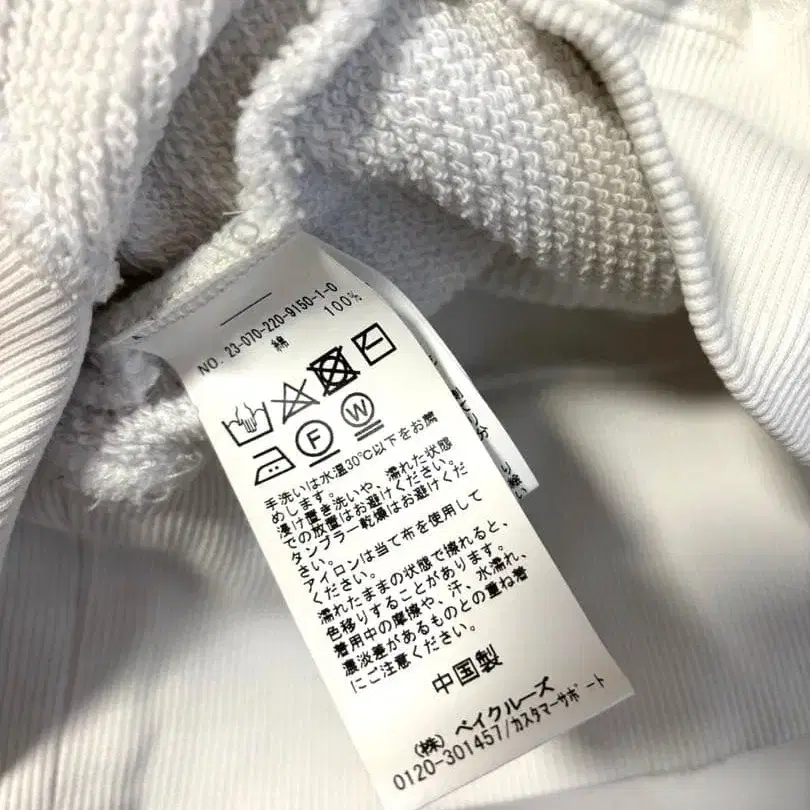 NO. 23-070-220-9150-1-0
綿 100%
F W
手洗いは水温30℃以下をお薦
めします。
浸け置き洗いや、濡れた状態
での放置はお避けください。
タンブラー乾燥はお避けくだ
さい。
アイロンは当て布を使用して
ください。
濡れたままの状態で擦れると、
色移りすることがあります。
着用中の摩擦や、汗、水濡れ、
濃淡差があるものとの重ね着
にご注意ください。
中国製
(株) ベイクルーズ
0120-301457/カスタマーサポート